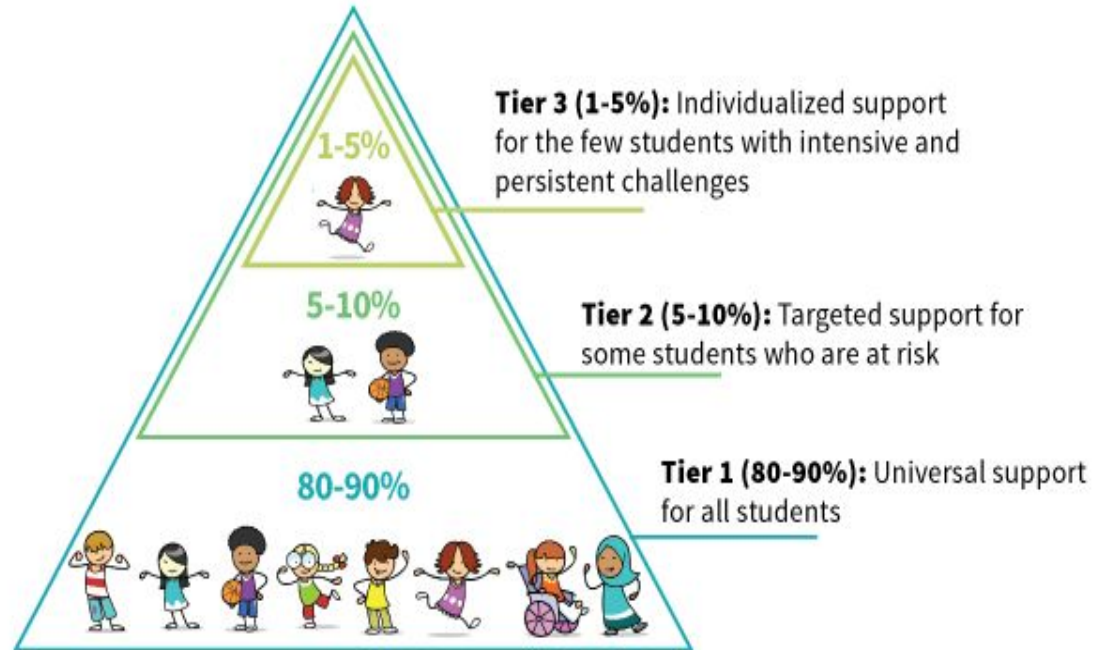 1-5%
Tier 3 (1-5%): Individualized support
for the few students with intensive and
persistent challenges
5-10%
Tier 2 (5-10%): Targeted support for
some students who are at risk
80-90%
Tier 1 (80-90%): Universal support
for all students